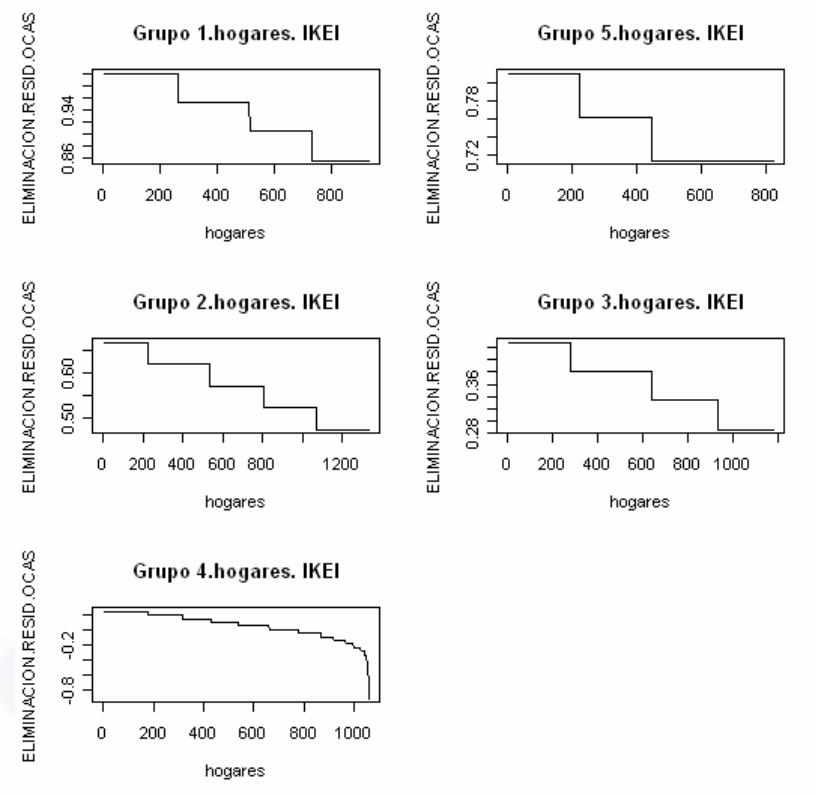 Grupo 1.hogares. IKEI
ELIMINACION.RESID.OCAS
0.94
0.86
0 200 400 600 800
hogares
Grupo 5.hogares. IKEI
ELIMINACION.RESID.OCAS
0.78
0.72
0 200 400 600 800
hogares
Grupo 2.hogares. IKEI
ELIMINACION.RESID.OCAS
0.60
0.50
0 200 400 600 800 1200
hogares
Grupo 3.hogares. IKEI
ELIMINACION.RESID.OCAS
0.36
0.28
0 200 400 600 800 1000
hogares
Grupo 4.hogares. IKEI
ELIMINACION.RESID.OCAS
-0.2
-0.8
0 200 400 600 800 1000
hogares